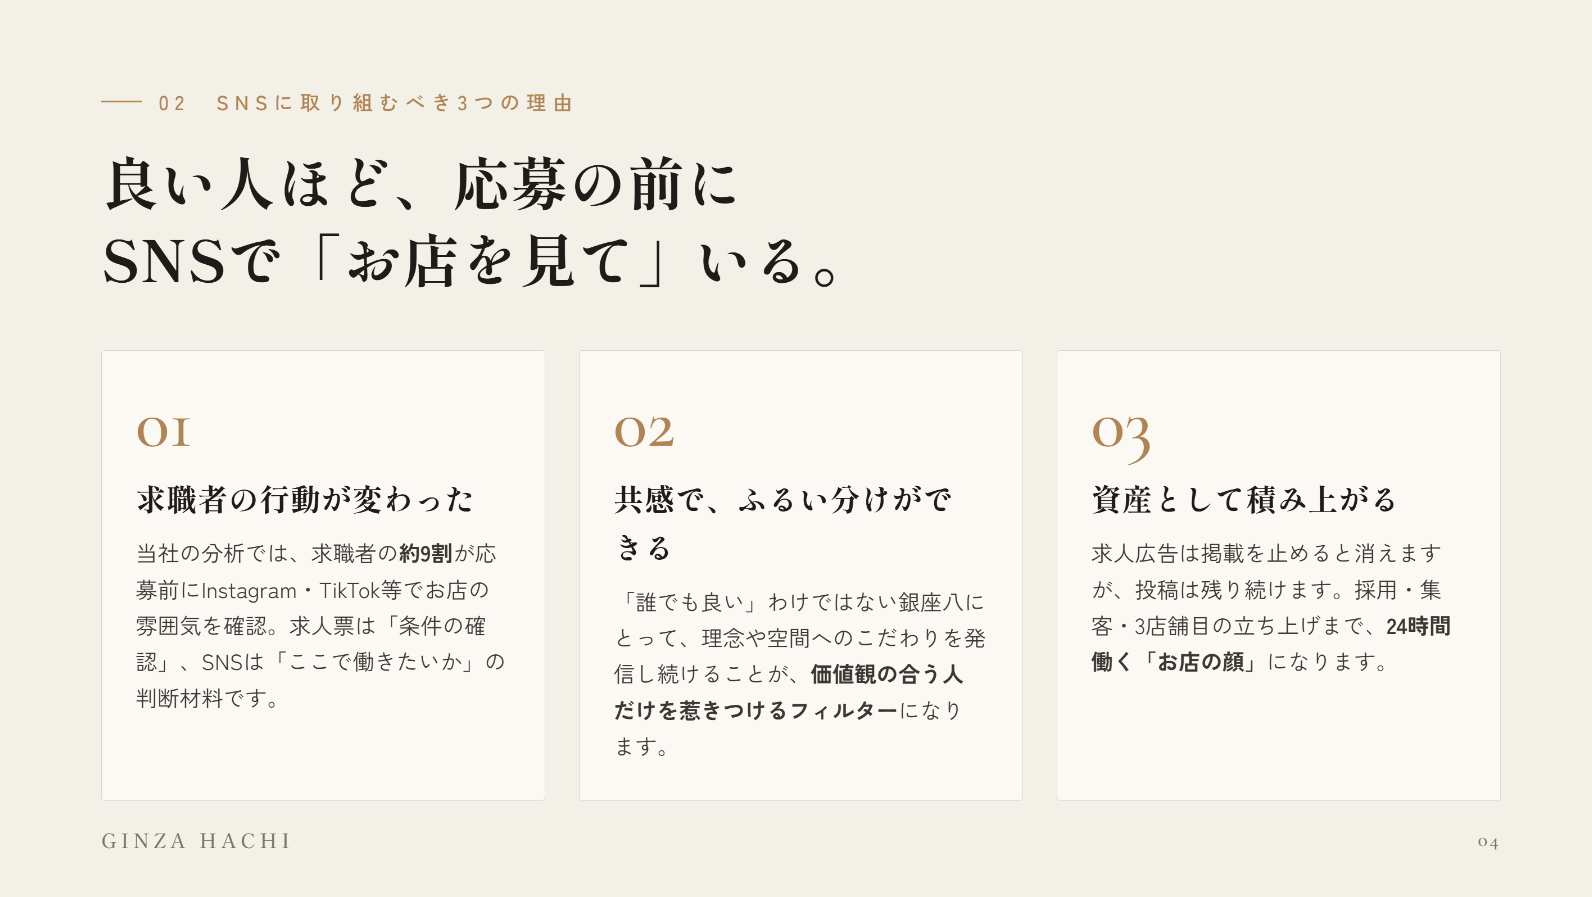 02 SNSに取り組むべき3つの理由
良い人ほど、応募の前に
SNSで「お店を見て」いる。
01
求職者の行動が変わった
当社の分析では、求職者の約9割が応
募前にInstagram・TikTok等でお店の
雰囲気を確認。求人票は「条件の確
認」、SNSは「ここで働きたいか」の
判断材料です。
02
共感で、ふるい分けがで
きる
「誰でも良い」わけではない銀座八に
とって、理念や空間へのこだわりを発
信し続けることが、価値観の合う人
だけを惹きつけるフィルターになり
ます。
03
資産として積み上がる
求人広告は掲載を止めると消えます
が、投稿は残り続けます。採用・集
客・3店舗目の立ち上げまで、24時間
働く「お店の顔」になります。
GINZA HACHI
04